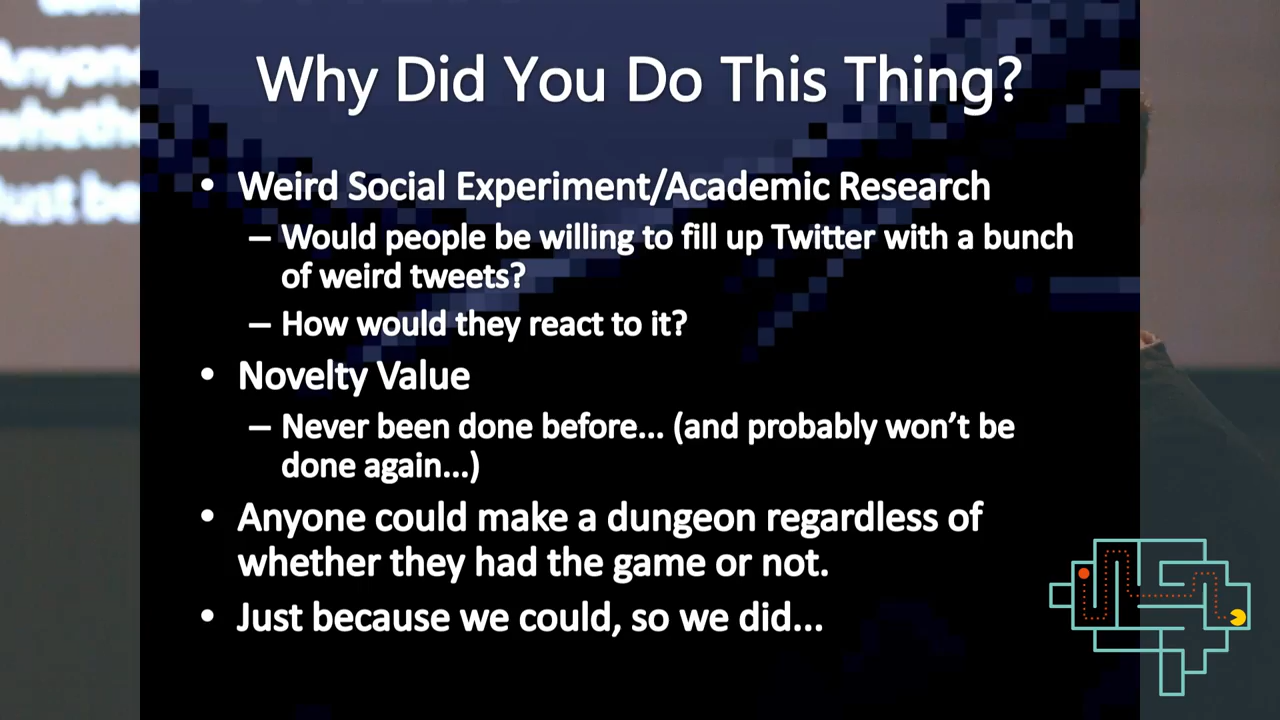 Why Did You Do This Thing?
• Weird Social Experiment/Academic Research
– Would people be willing to fill up Twitter with a bunch
of weird tweets?
– How would they react to it?
• Novelty Value
– Never been done before... (and probably won't be
done again...)
• Anyone could make a dungeon regardless of
whether they had the game or not.
• Just because we could, so we did...